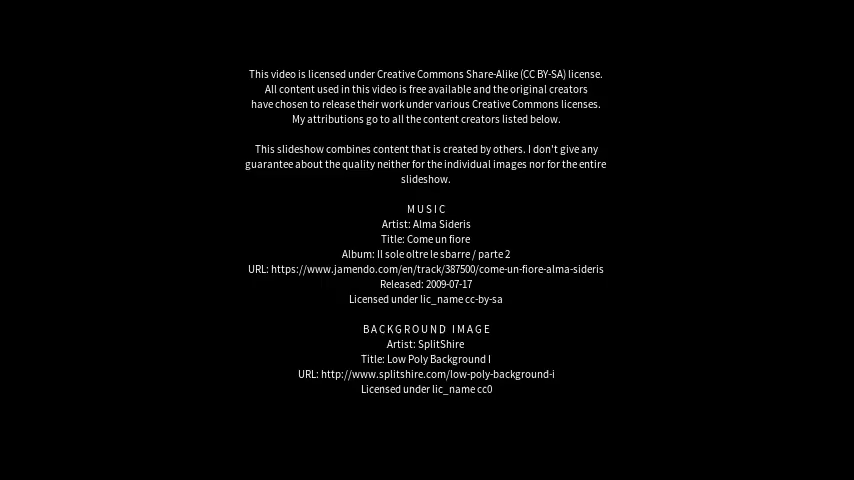 This video is licensed under Creative Commons Share-Alike (CC BY-SA) license.
All content used in this video is free available and the original creators
have chosen to release their work under various Creative Commons licenses.
My attributions go to all the content creators listed below.
This slideshow combines content that is created by others. I don't give any
guarantee about the quality neither for the individual images nor for the entire
slideshow.
MUSIC
Artist: Alma Sideris
Title: Come un fiore
Album: Il sole oltre le sbarre / parte 2
URL: https://www.jamendo.com/en/track/387500/come-un-fiore-alma-sideris
Released: 2009-07-17
Licensed under lic_name cc-by-sa
BACKGROUND IMAGE
Artist: SplitShire
Title: Low Poly Background I
URL: http://www.splitshire.com/low-poly-background-i
Licensed under lic_name cc0